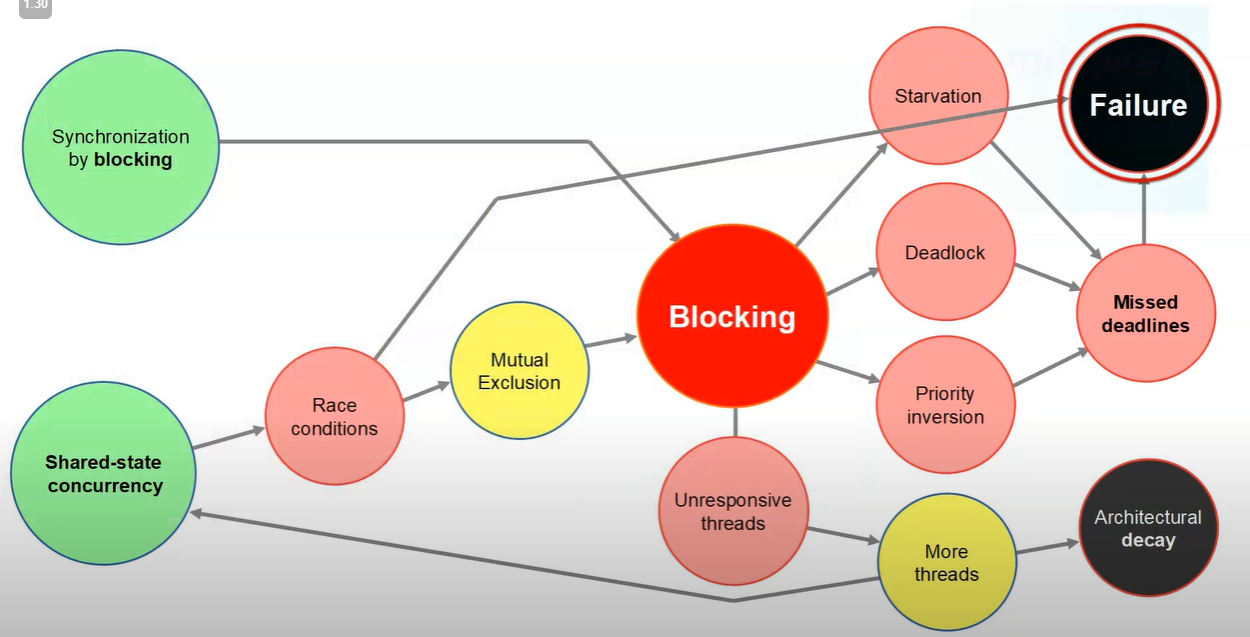 1.30
Synchronization
by blocking
Starvation
Failure
Deadlock
Blocking
Missed
deadlines
Mutual
Exclusion
Race
conditions
Priority
inversion
Shared-state
concurrency
Unresponsive
threads
More
threads
Architectural
decay